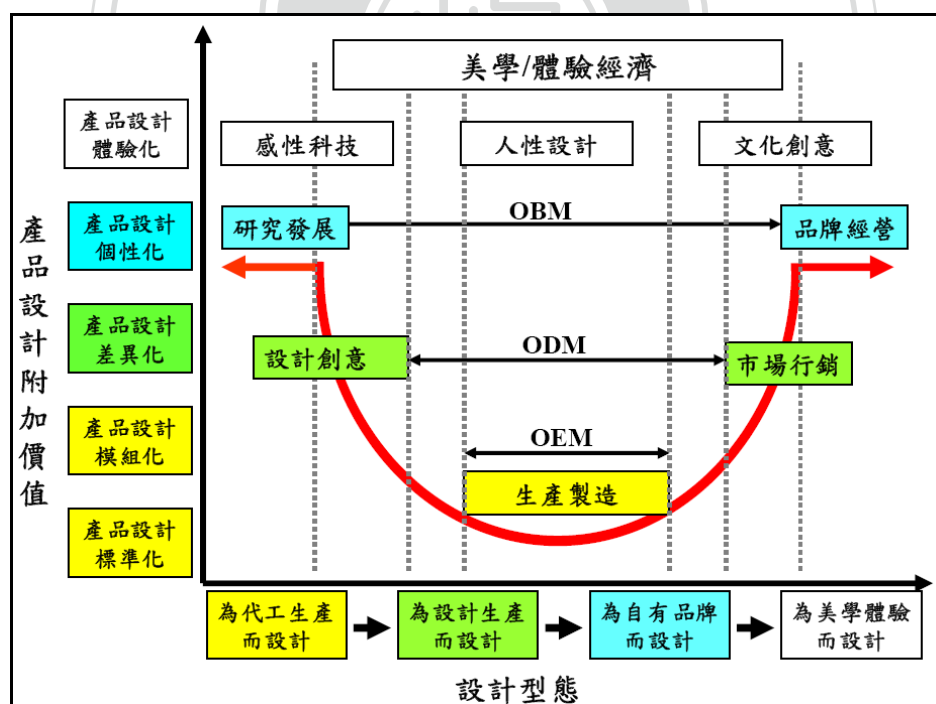 美學/體驗經濟
產品設計
體驗化
感性科技
人性設計
文化創意
產品設計
個性化
研究發展
OBM
品牌經營
產品設計附加價值
產品設計
差異化
設計創意
ODM
市場行銷
產品設計
模組化
OEM
生產製造
產品設計
標準化
為代工生產
而設計
為設計生產
而設計
為自有品牌
而設計
為美學體驗
而設計
設計型態